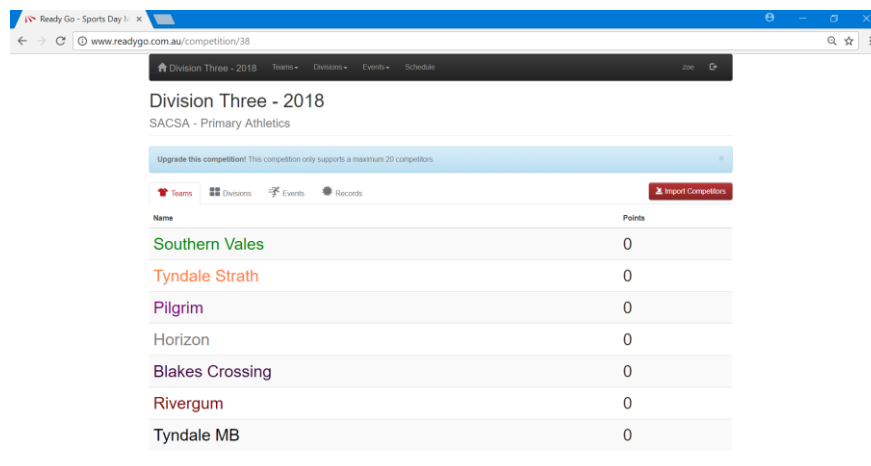 Ready Go - Sports Day M
www.readygo.com.au/competition/38
Division Three - 2018 Teams Divisions Events Schedule zoe
Division Three - 2018
SACSA - Primary Athletics
Upgrade this competition! This competition only supports a maximum 20 competitors.
Teams Divisions Events Records Import Competitors
Name Points
Southern Vales 0
Tyndale Strath 0
Pilgrim 0
Horizon 0
Blakes Crossing 0
Rivergum 0
Tyndale MB 0